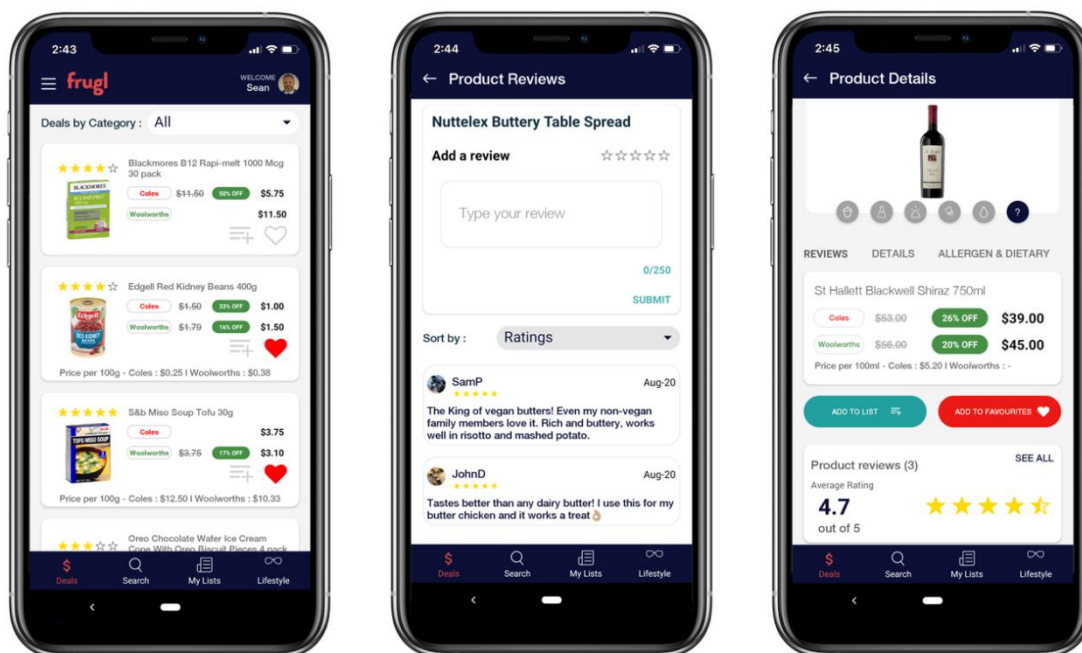 2:43
frugl
WELCOME
Sean
Deals by Category : All
Blackmores B12 Rapi-melt 1000 Mcg
30 pack
BLACKMORES
Coles $11.50 50% OFF $5.75
Woolworths $11.50
Edgell Red Kidney Beans 400g
Edgell
RED KIDNEY
BEANS
Coles $1.50 33% OFF $1.00
Woolworths $1.79 16% OFF $1.50
Price per 100g - Coles : $0.25 I Woolworths : $0.38
S&b Miso Soup Tofu 30g
TOFU MISO SOUP
Coles $3.75
Woolworths $3.75 17% OFF $3.10
Price per 100g - Coles : $12.50 I Woolworths : $10.33
Oreo Chocolate Wafer Ice Cream
Cone With Oreo Biscuit Pieces 4 pack
$
Deals Search My Lists Lifestyle
2:44
Product Reviews
Nuttelex Buttery Table Spread
Add a review
Type your review
0/250
SUBMIT
Sort by : Ratings
SamP Aug-20
The King of vegan butters! Even my non-vegan
family members love it. Rich and buttery, works
well in risotto and mashed potato.
JohnD Aug-20
Tastes better than any dairy butter! I use this for my
butter chicken and it works a treat👌🏼
$
Deals Search My Lists Lifestyle
2:45
Product Details
?
REVIEWS DETAILS ALLERGEN & DIETARY
St Hallett Blackwell Shiraz 750ml
Coles $53.00 26% OFF $39.00
Woolworths $56.00 20% OFF $45.00
Price per 100ml - Coles : $5.20 I Woolworths : -
ADD TO LIST ADD TO FAVOURITES
Product reviews (3) SEE ALL
Average Rating
4.7
out of 5
$
Deals Search My Lists Lifestyle